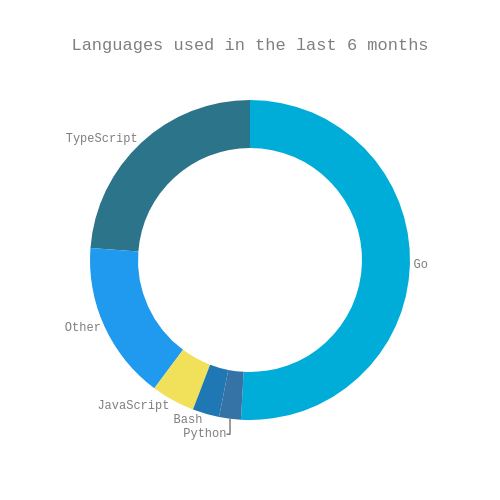 Languages used in the last 6 months
TypeScript
Go
Other
JavaScript
Bash
Python